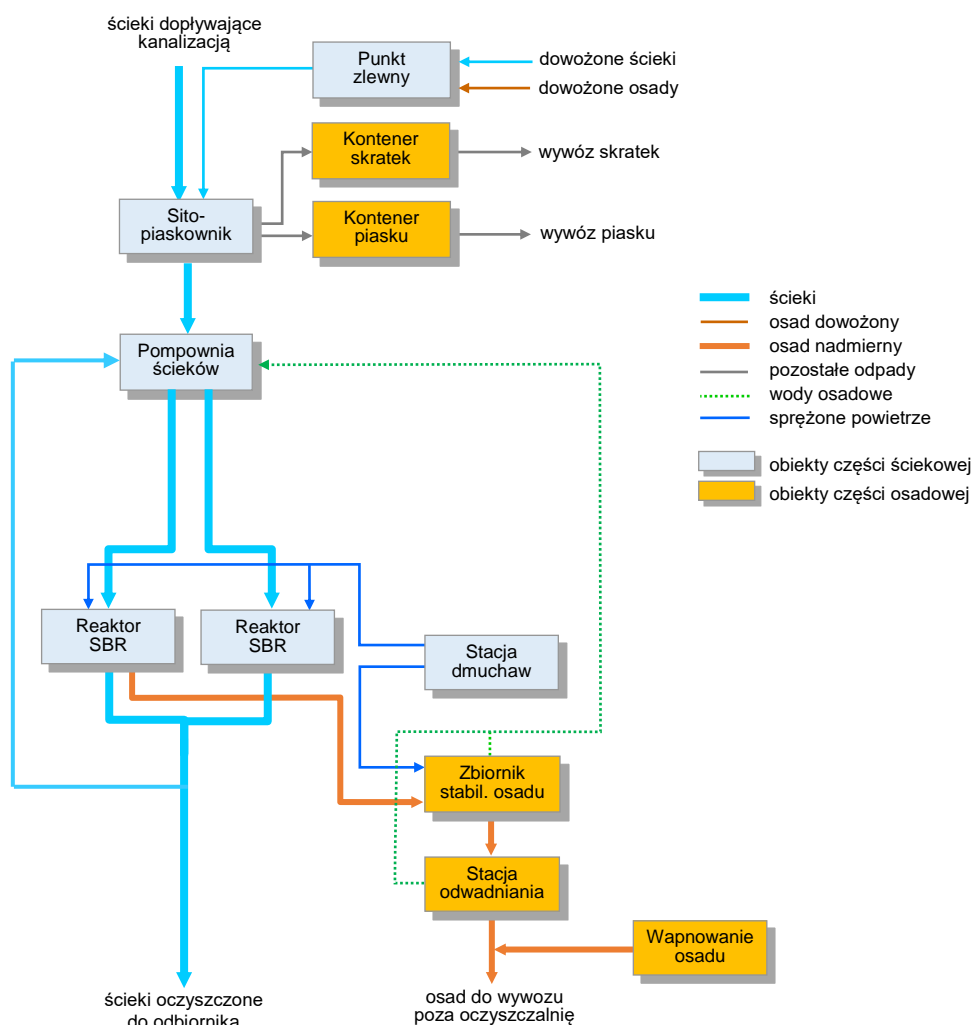 ścieki dopływające
kanalizacją
Punkt
zlewny
dowożone ścieki
dowożone osady
Kontener
skratek
wywóz skratek
Sito-
piaskownik
Kontener
piasku
wywóz piasku
ścieki
osad dowożony
osad nadmierny
pozostałe odpady
wody osadowe
sprężone powietrze
obiekty części ściekowej
obiekty części osadowej
Pompownia
ścieków
Reaktor
SBR
Reaktor
SBR
Stacja
dmuchaw
Zbiornik
stabil. osadu
Stacja
odwadniania
Wapnowanie
osadu
ścieki oczyszczone
do odbiornika
osad do wywozu
poza oczyszczalnię